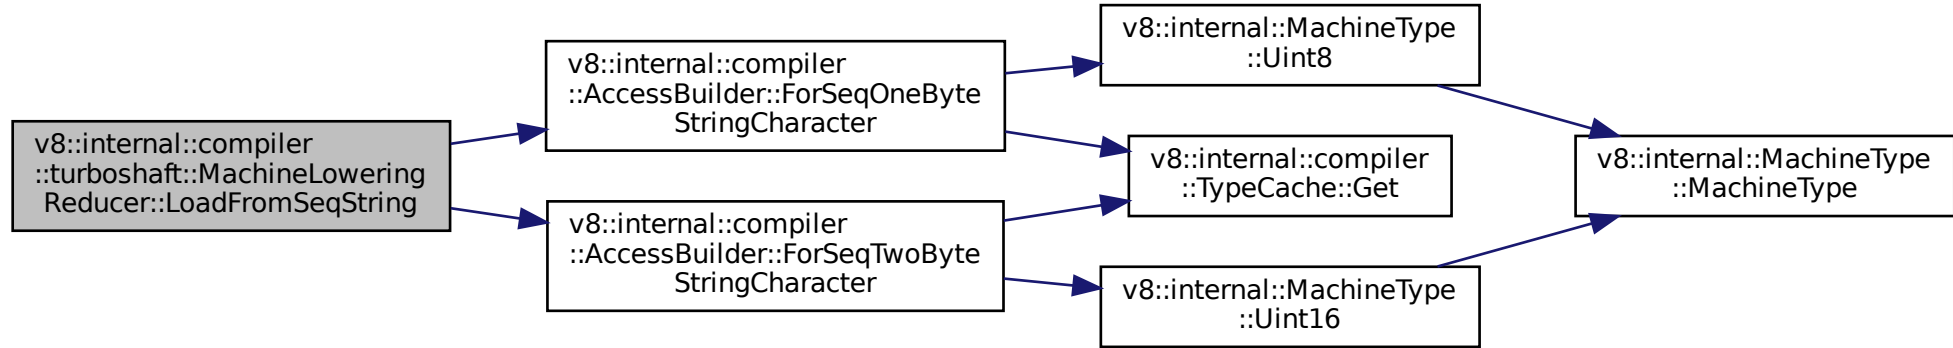 v8::internal::compiler
::turboshaft::MachineLowering
Reducer::LoadFromSeqString
v8::internal::compiler
::AccessBuilder::ForSeqOneByte
StringCharacter
v8::internal::compiler
::AccessBuilder::ForSeqTwoByte
StringCharacter
v8::internal::MachineType
::Uint8
v8::internal::compiler
::TypeCache::Get
v8::internal::MachineType
::Uint16
v8::internal::MachineType
::MachineType